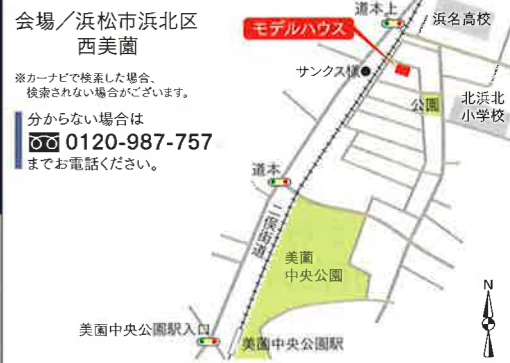 会場／浜松市浜北区
西美薗
※カーナビで検索した場合、
検索されない場合がございます。
分からない場合は
0120-987-757
までお電話ください。
道本上
浜名高校
モデルハウス
サンクス様
公園
北浜北
小学校
道本
二俣街道
美薗
中央公園
美薗中央公園駅入口
美薗中央公園駅
N